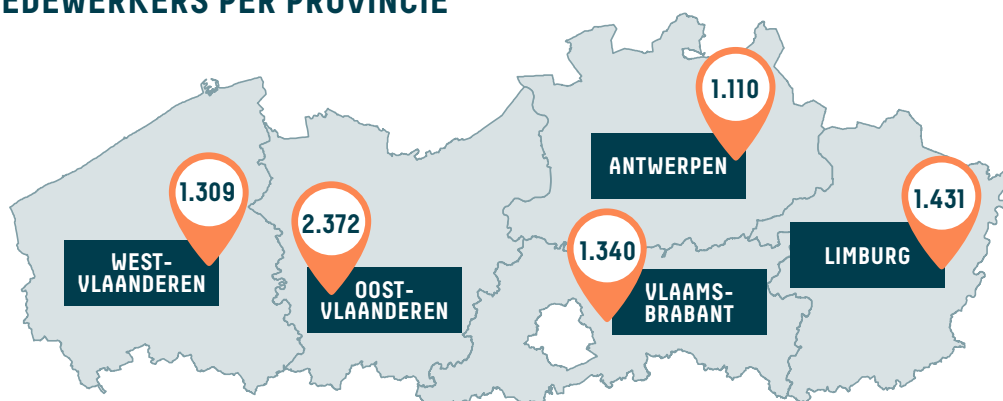 EDEWERKERS PER PROVINCIE
1.110
ANTWERPEN
1.309
WEST-
VLAANDEREN
2.372
OOST-
VLAANDEREN
1.340
VLAAMS-
BRABANT
1.431
LIMBURG